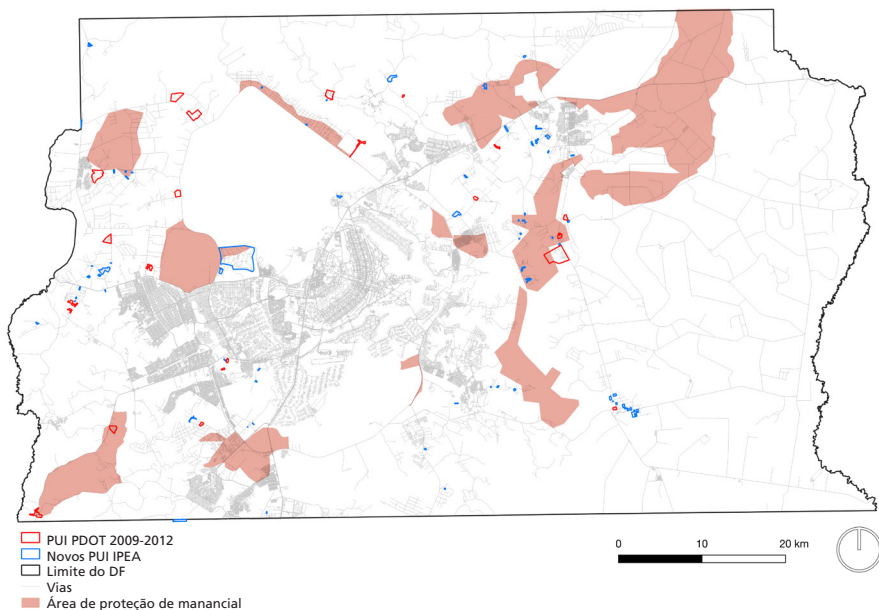 PUI PDOT 2009-2012
Novos PUI IPEA
Limite do DF
Vias
Área de proteção de manancial
0 10 20 km